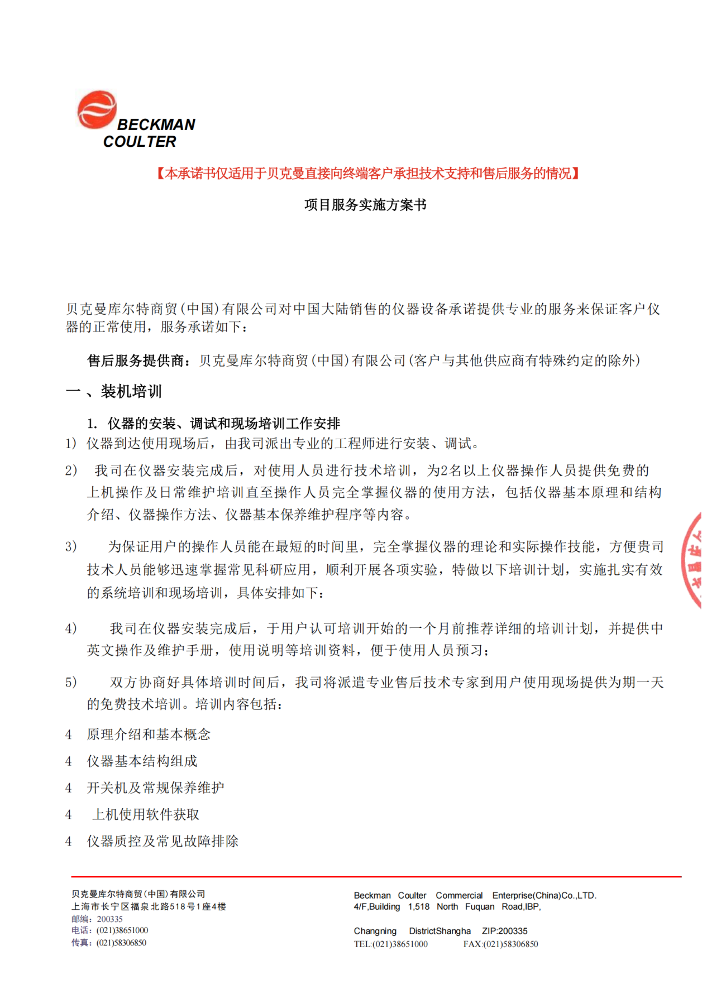 BECKMAN
COULTER
【本承诺书仅适用于贝克曼直接向终端客户承担技术支持和售后服务的情况】
项目服务实施方案书
贝克曼库尔特商贸(中国)有限公司对中国大陆销售的仪器设备承诺提供专业的服务来保证客户仪
器的正常使用，服务承诺如下：
售后服务提供商：贝克曼库尔特商贸(中国)有限公司(客户与其他供应商有特殊约定的除外)
一 、装机培训
1. 仪器的安装、调试和现场培训工作安排
1) 仪器到达使用现场后，由我司派出专业的工程师进行安装、调试。
2) 我司在仪器安装完成后，对使用人员进行技术培训，为2名以上仪器操作人员提供免费的
上机操作及日常维护培训直至操作人员完全掌握仪器的使用方法，包括仪器基本原理和结构
介绍、仪器操作方法、仪器基本保养维护程序等内容。
3) 为保证用户的操作人员能在最短的时间里，完全掌握仪器的理论和实际操作技能，方便贵司
技术人员能够迅速掌握常见科研应用，顺利开展各项实验，特做以下培训计划，实施扎实有效
的系统培训和现场培训，具体安排如下：
4) 我司在仪器安装完成后，于用户认可培训开始的一个月前推荐详细的培训计划，并提供中
英文操作及维护手册，使用说明等培训资料，便于使用人员预习；
5) 双方协商好具体培训时间后，我司将派遣专业售后技术专家到用户使用现场提供为期一天
的免费技术培训。培训内容包括：
4 原理介绍和基本概念
4 仪器基本结构组成
4 开关机及常规保养维护
4 上机使用软件获取
4 仪器质控及常见故障排除
贝克曼库尔特商贸(中国)有限公司
上海市长宁区福泉北路518号1座4楼
邮编：200335
电话：(021)38651000
传真：(021)58306850
Beckman Coulter Commercial Enterprise(China)Co.,LTD.
4/F,Building 1,518 North Fuquan Road,IBP,
Changning DistrictShangha ZIP:200335
TEL:(021)38651000 FAX:(021)58306850